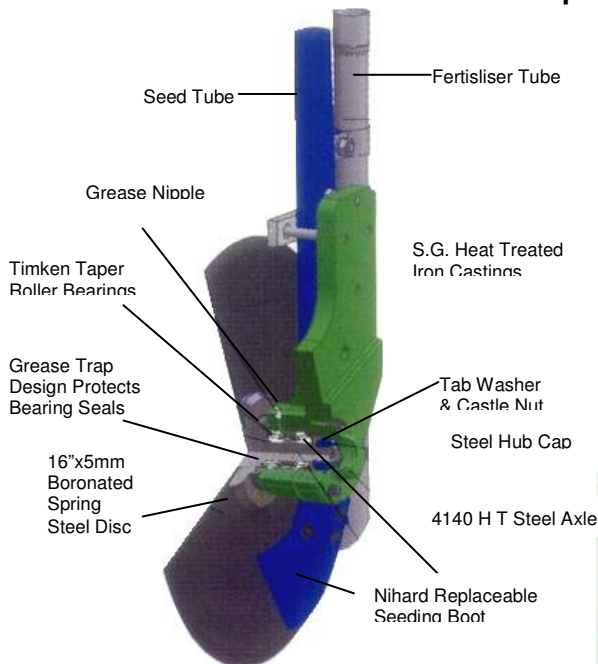 Fertisliser Tube
Seed Tube
Grease Nipple
S.G. Heat Treated
Iron Castings
Timken Taper
Roller Bearings
Grease Trap
Design Protects
Bearing Seals
Tab Washer
& Castle Nut
Steel Hub Cap
16"x5mm
Boronated
Spring
Steel Disc
4140 H T Steel Axle
Nihard Replaceable
Seeding Boot